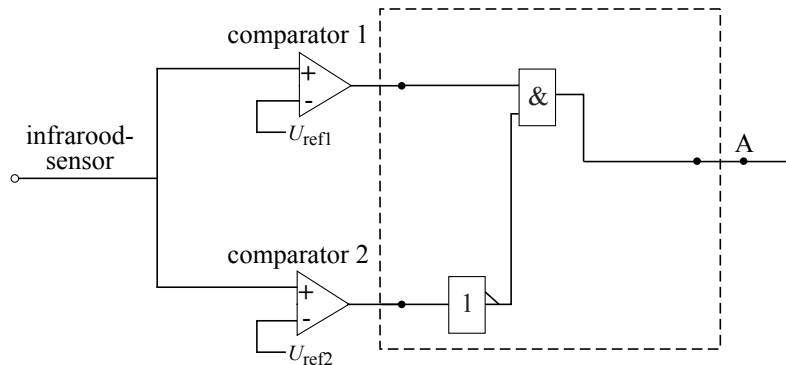 comparator 1
+
-
Uref1
&
infrarood-
sensor
A
comparator 2
+
-
Uref2
1